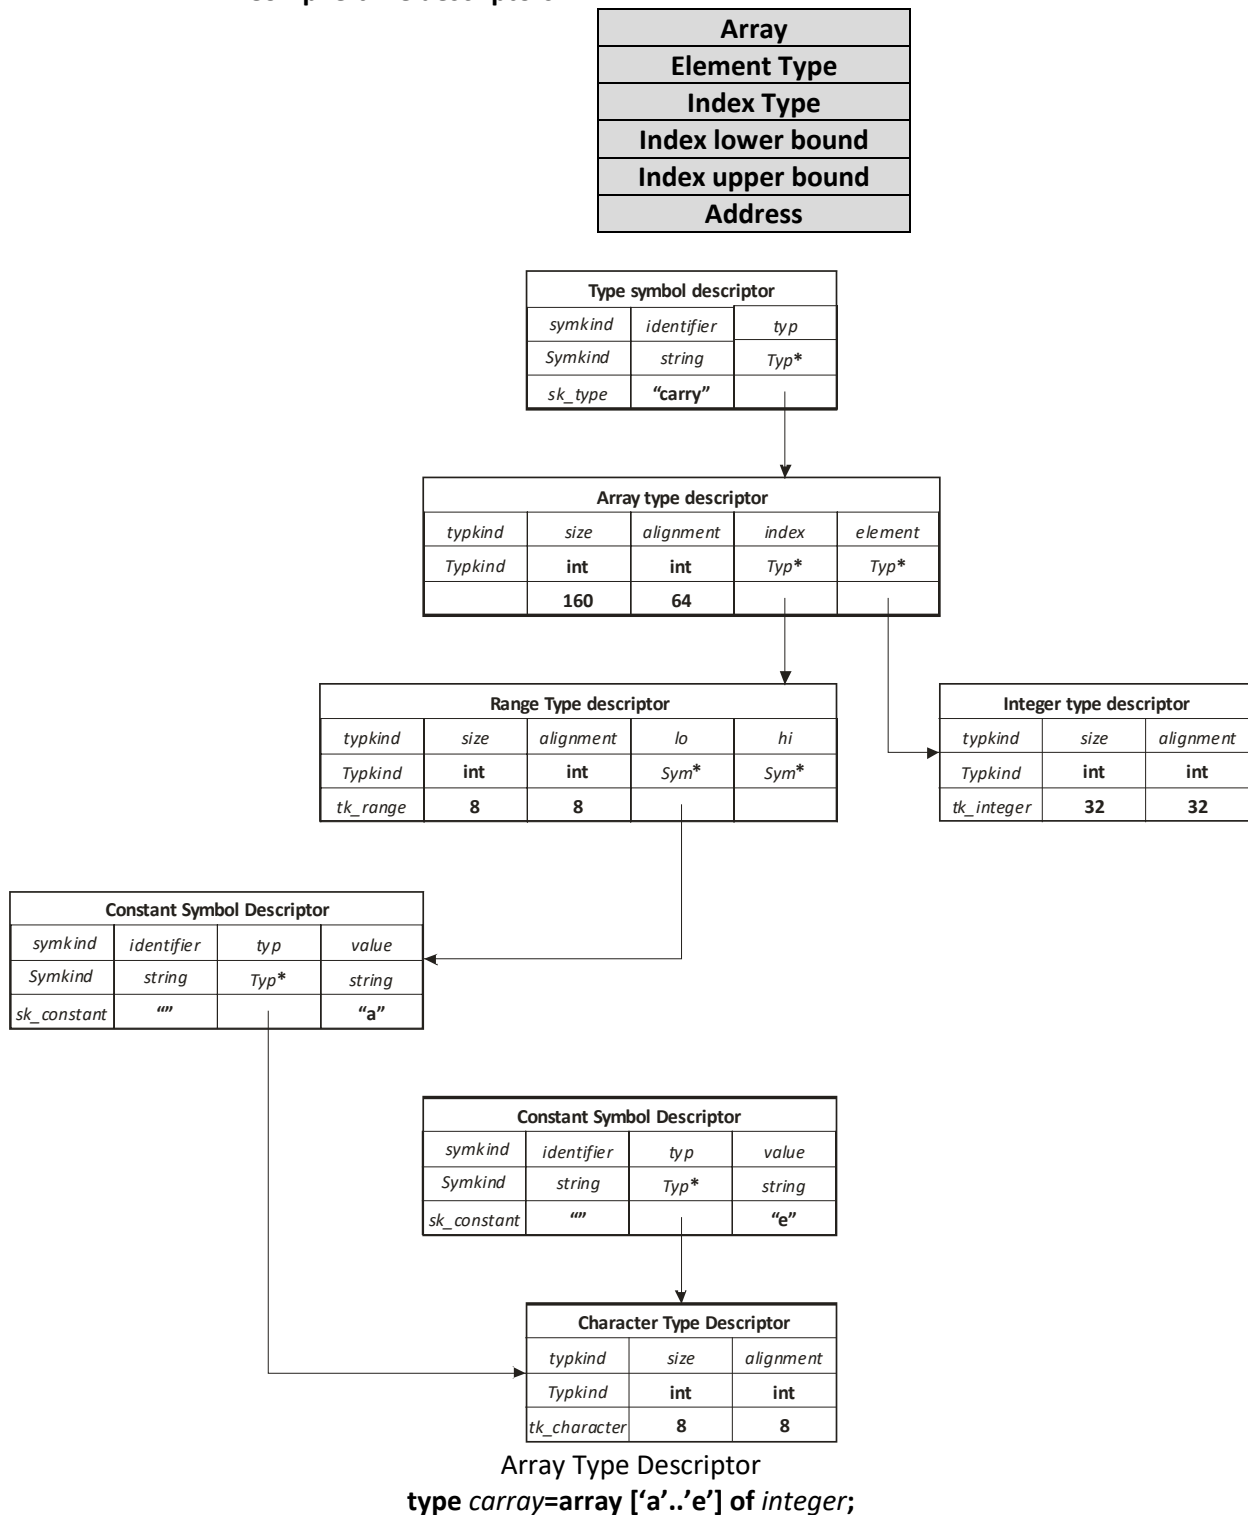 Array
Element Type
Index Type
Index lower bound
Index upper bound
Address
Type symbol descriptor
symkind identifier typ
Symkind string Typ*
sk_type “carry”
Array type descriptor
typkind size alignment index element
Typkind int int Typ* Typ*
160 64
Range Type descriptor
typkind size alignment lo hi
Typkind int int Sym* Sym*
tk_range 8 8
Integer type descriptor
typkind size alignment
Typkind int int
tk_integer 32 32
Constant Symbol Descriptor
symkind identifier typ value
Symkind string Typ* string
sk_constant “” “a”
Constant Symbol Descriptor
symkind identifier typ value
Symkind string Typ* string
sk_constant “” “e”
Character Type Descriptor
typkind size alignment
Typkind int int
tk_character 8 8
Array Type Descriptor
type carray=array [‘a’..’e’] of integer;